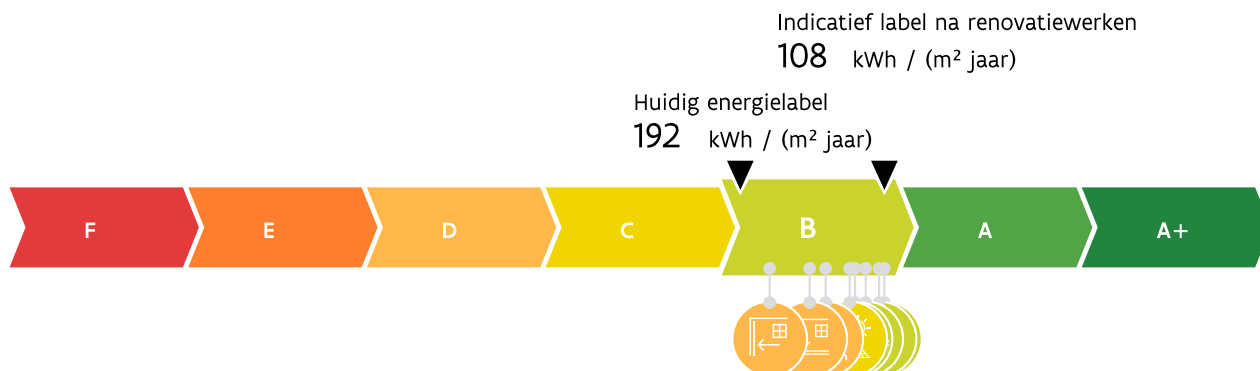 Indicatief label na renovatiewerken
108 kWh / (m² jaar)
Huidig energielabel
192 kWh / (m² jaar)
F E D C B A A+